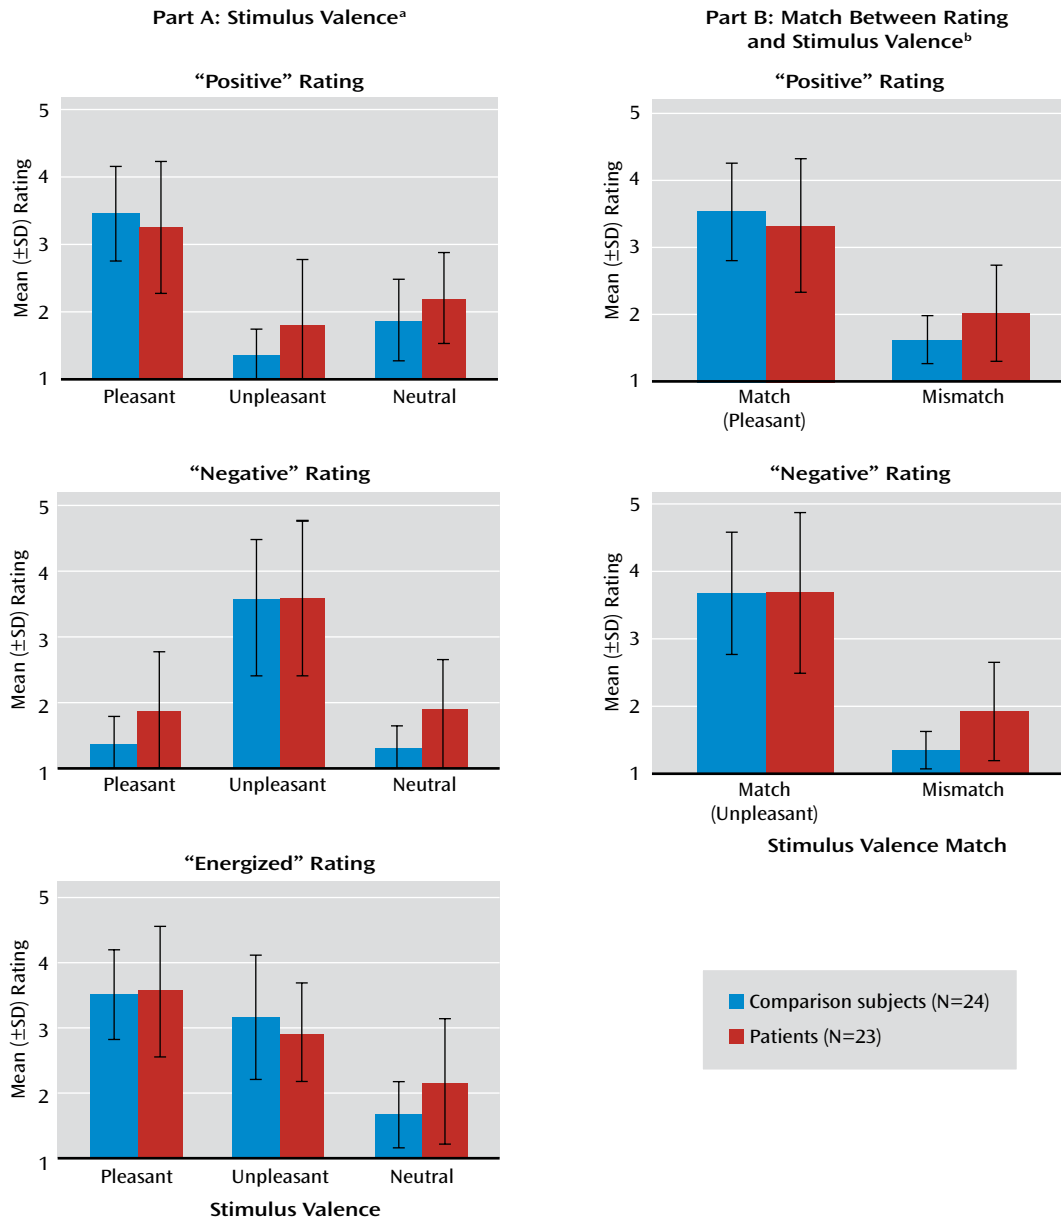 Part A: Stimulus Valenceᵃ
“Positive” Rating
Mean (±SD) Rating
5
4
3
2
1
Pleasant
Unpleasant
Neutral
“Negative” Rating
Mean (±SD) Rating
5
4
3
2
1
Pleasant
Unpleasant
Neutral
“Energized” Rating
Mean (±SD) Rating
5
4
3
2
1
Pleasant
Unpleasant
Neutral
Stimulus Valence
Part B: Match Between Rating
and Stimulus Valenceᵇ
“Positive” Rating
Mean (±SD) Rating
5
4
3
2
1
Match
(Pleasant)
Mismatch
“Negative” Rating
Mean (±SD) Rating
5
4
3
2
1
Match
(Unpleasant)
Mismatch
Stimulus Valence Match
Comparison subjects (N=24)
Patients (N=23)